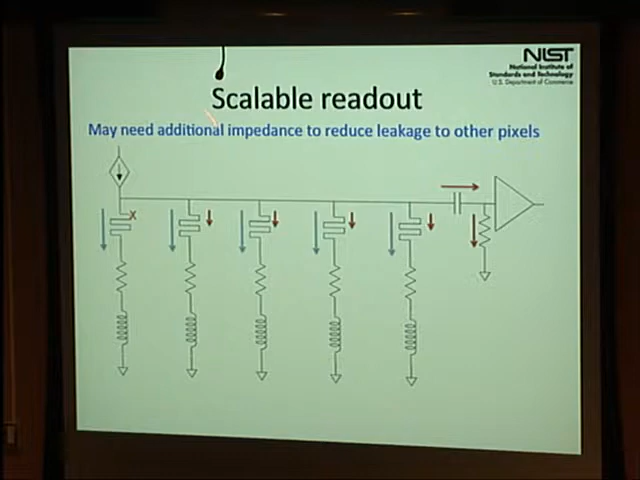 NIST
National Institute of
Standards and Technology
U.S. Department of Commerce
Scalable readout
May need additional impedance to reduce leakage to other pixels
x